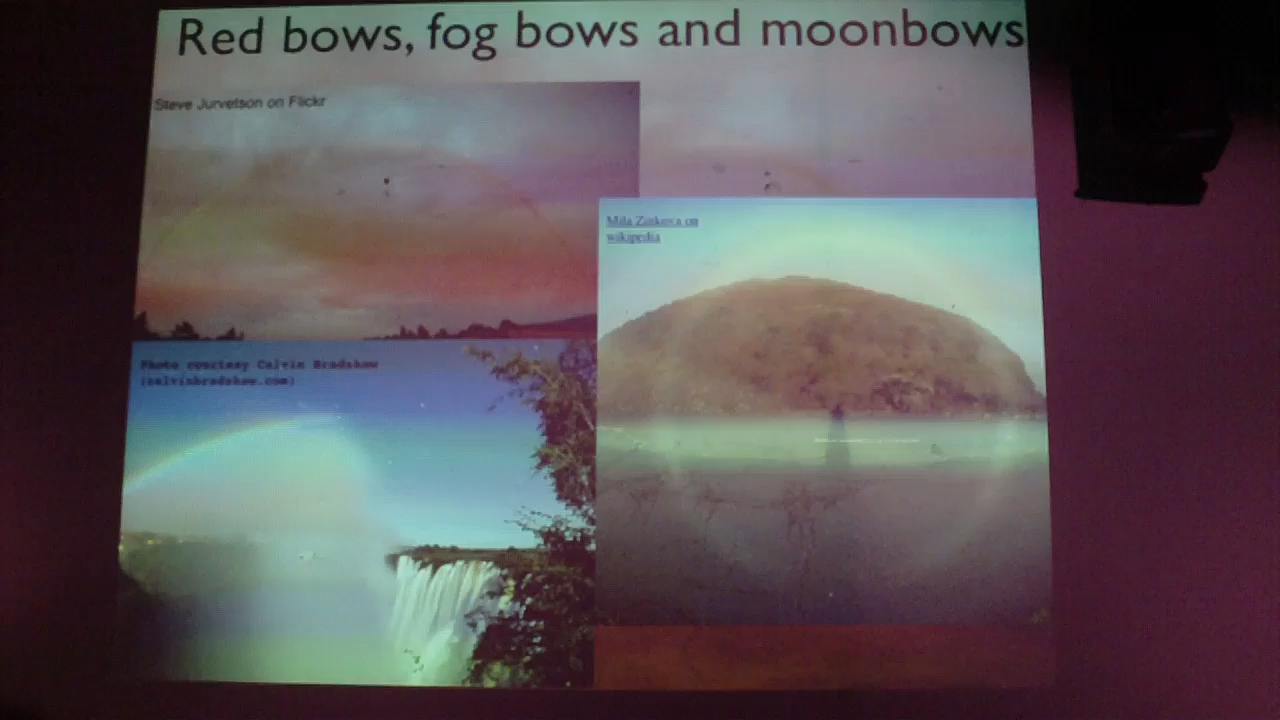 Red bows, fog bows and moonbows
Steve Jurvetson on Flickr
Mila Zinkova on
wikipedia
Photo courtesy Calvin Bradshaw
(calvinbradshaw.com)